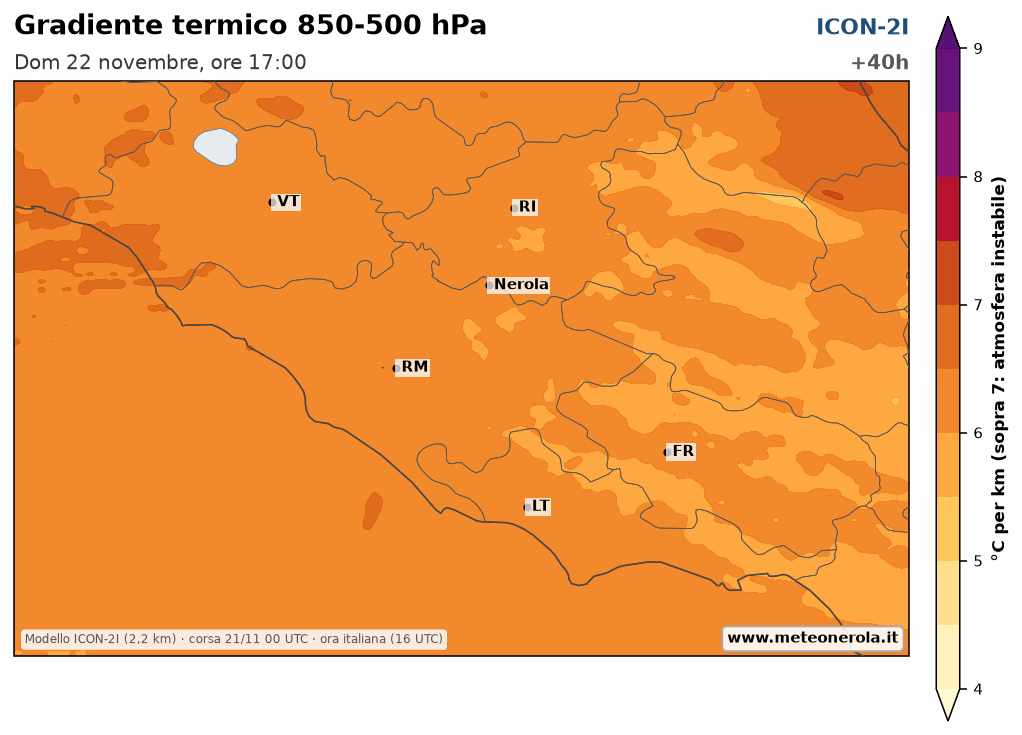 Gradiente termico 850-500 hPa
ICON-2I
Dom 22 novembre, ore 17:00
+40h
9
8
7
6
5
4
°C per km (sopra 7: atmosfera instabile)
VT
RI
Nerola
RM
FR
LT
Modello ICON-2I (2,2 km) · corsa 21/11 00 UTC · ora italiana (16 UTC)
www.meteonerola.it